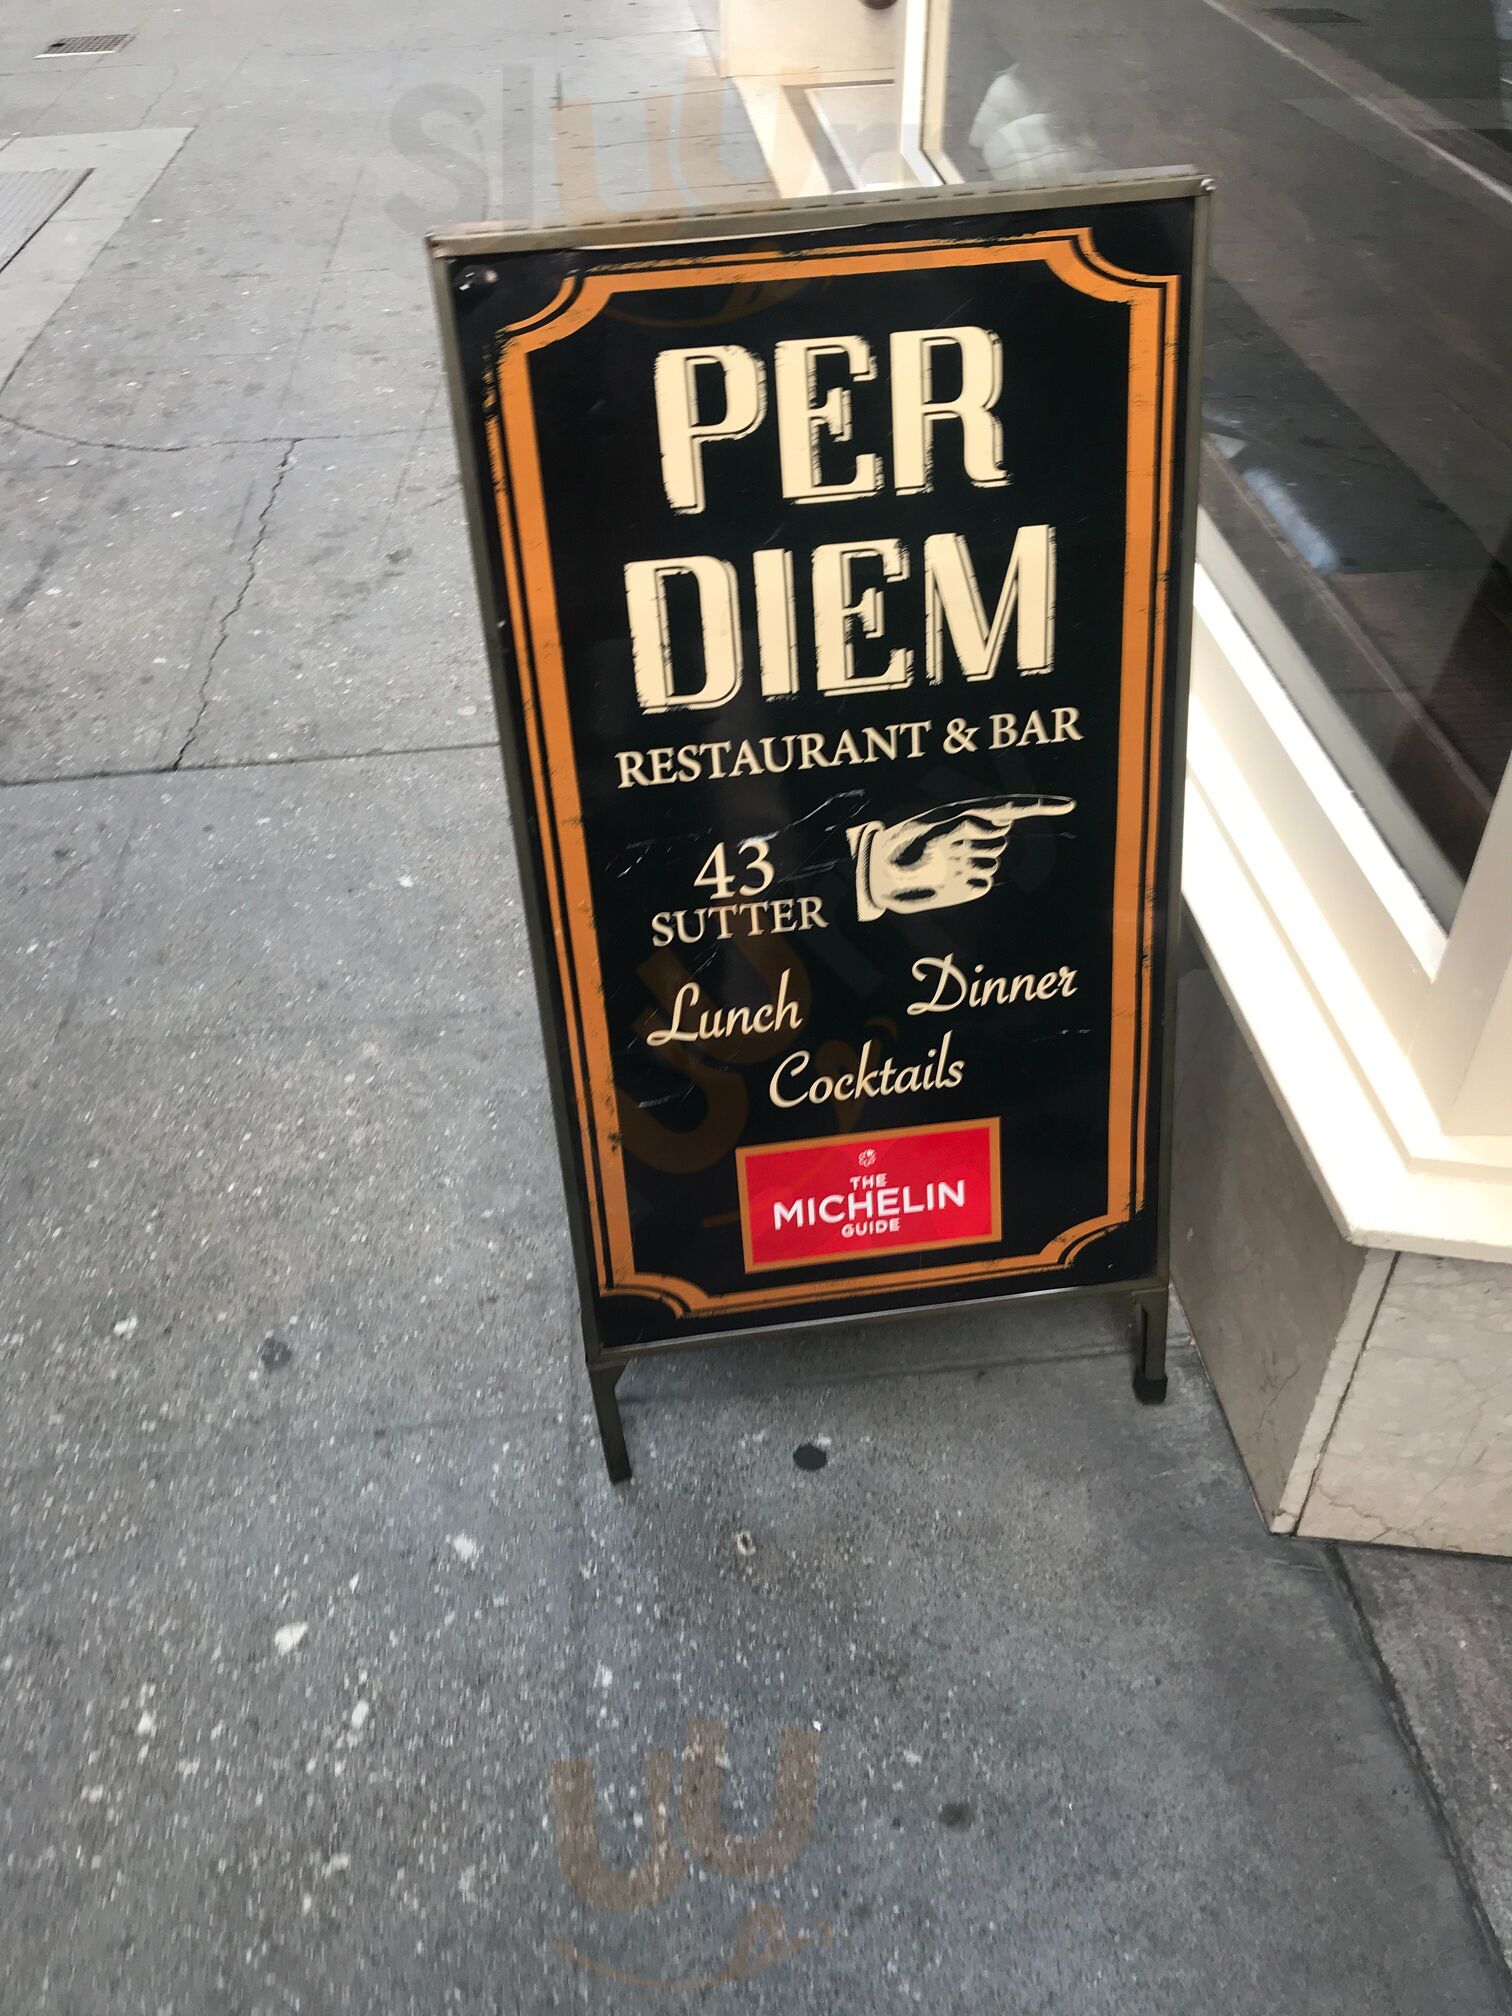 PER
DIEM
RESTAURANT & BAR
43
SUTTER
Lunch Dinner
Cocktails
THE
MICHELIN
GUIDE